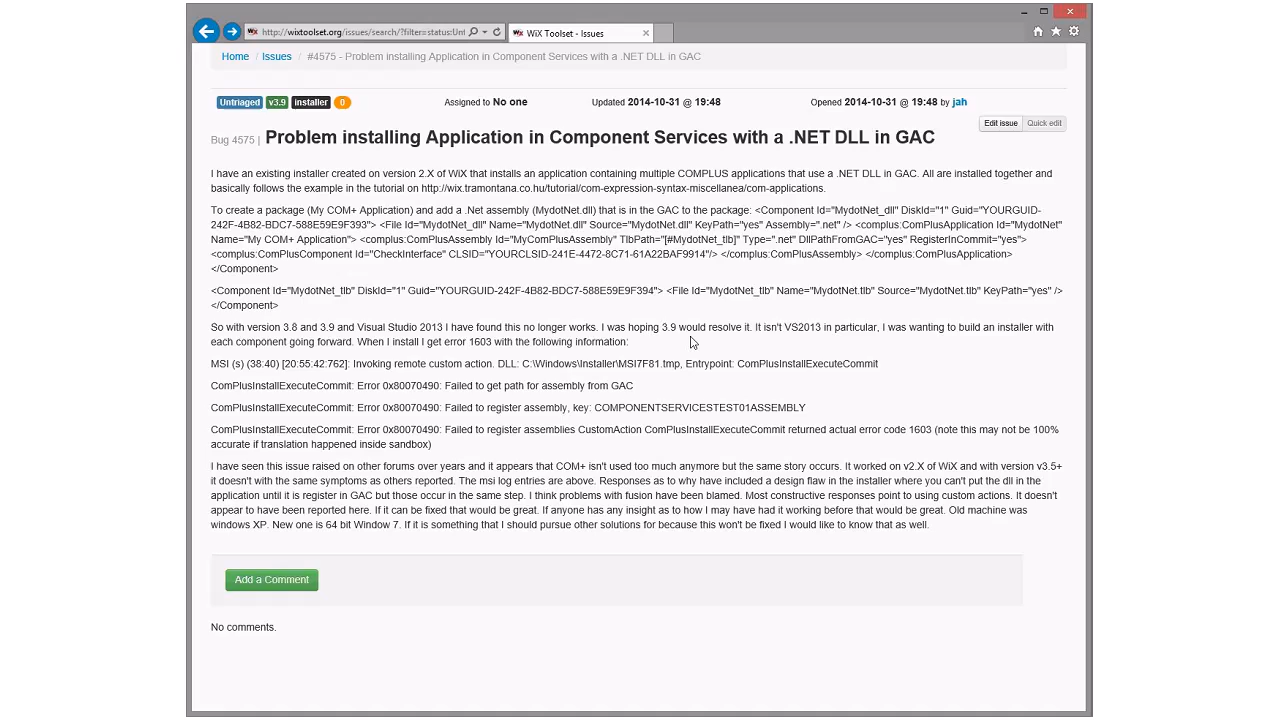 http://wixtoolset.org/issues/search/?filter=status:Unt
WiX Toolset - Issues
Home / Issues / #4575 - Problem installing Application in Component Services with a .NET DLL in GAC
Untriaged v3.9 installer 0 Assigned to No one Updated 2014-10-31 @ 19:48 Opened 2014-10-31 @ 19:48 by jah
Edit issue Quick edit
Bug 4575 | Problem installing Application in Component Services with a .NET DLL in GAC
I have an existing installer created on version 2.X of WiX that installs an application containing multiple COMPLUS applications that use a .NET DLL in GAC. All are installed together and
basically follows the example in the tutorial on http://wix.tramontana.co.hu/tutorial/com-expression-syntax-miscellanea/com-applications.
To create a package (My COM+ Application) and add a .Net assembly (MydotNet.dll) that is in the GAC to the package: <Component Id="MydotNet_dll" DiskId="1" Guid="YOURGUID-
242F-4B82-BDC7-588E59E9F393"> <File Id="MydotNet_dll" Name="MydotNet.dll" Source="MydotNet.dll" KeyPath="yes" Assembly=".net" /> <complus:ComPlusApplication Id="MydotNet"
Name="My COM+ Application"> <complus:ComPlusAssembly Id="MyComPlusAssembly" TlbPath="[#MydotNet_tlb]" Type=".net" DllPathFromGAC="yes" RegisterInCommit="yes">
<complus:ComPlusComponent Id="CheckInterface" CLSID="YOURCLSID-241E-4472-8C71-61A22BAF9914"/> </complus:ComPlusAssembly> </complus:ComPlusApplication>
</Component>
<Component Id="MydotNet_tlb" DiskId="1" Guid="YOURGUID-242F-4B82-BDC7-588E59E9F394"> <File Id="MydotNet_tlb" Name="MydotNet.tlb" Source="MydotNet.tlb" KeyPath="yes" />
</Component>
So with version 3.8 and 3.9 and Visual Studio 2013 I have found this no longer works. I was hoping 3.9 would resolve it. It isn't VS2013 in particular, I was wanting to build an installer with
each component going forward. When I install I get error 1603 with the following information:
MSI (s) (38:40) [20:55:42:762]: Invoking remote custom action. DLL: C:\Windows\Installer\MSI7F81.tmp, Entrypoint: ComPlusInstallExecuteCommit
ComPlusInstallExecuteCommit: Error 0x80070490: Failed to get path for assembly from GAC
ComPlusInstallExecuteCommit: Error 0x80070490: Failed to register assembly, key: COMPONENTSERVICESTEST01ASSEMBLY
ComPlusInstallExecuteCommit: Error 0x80070490: Failed to register assemblies CustomAction ComPlusInstallExecuteCommit returned actual error code 1603 (note this may not be 100%
accurate if translation happened inside sandbox)
I have seen this issue raised on other forums over years and it appears that COM+ isn't used too much anymore but the same story occurs. It worked on v2.X of WiX and with version v3.5+
it doesn't with the same symptoms as others reported. The msi log entries are above. Responses as to why have included a design flaw in the installer where you can't put the dll in the
application until it is register in GAC but those occur in the same step. I think problems with fusion have been blamed. Most constructive responses point to using custom actions. It doesn't
appear to have been reported here. If it can be fixed that would be great. If anyone has any insight as to how I may have had it working before that would be great. Old machine was
windows XP. New one is 64 bit Window 7. If it is something that I should pursue other solutions for because this won't be fixed I would like to know that as well.
Add a Comment
No comments.